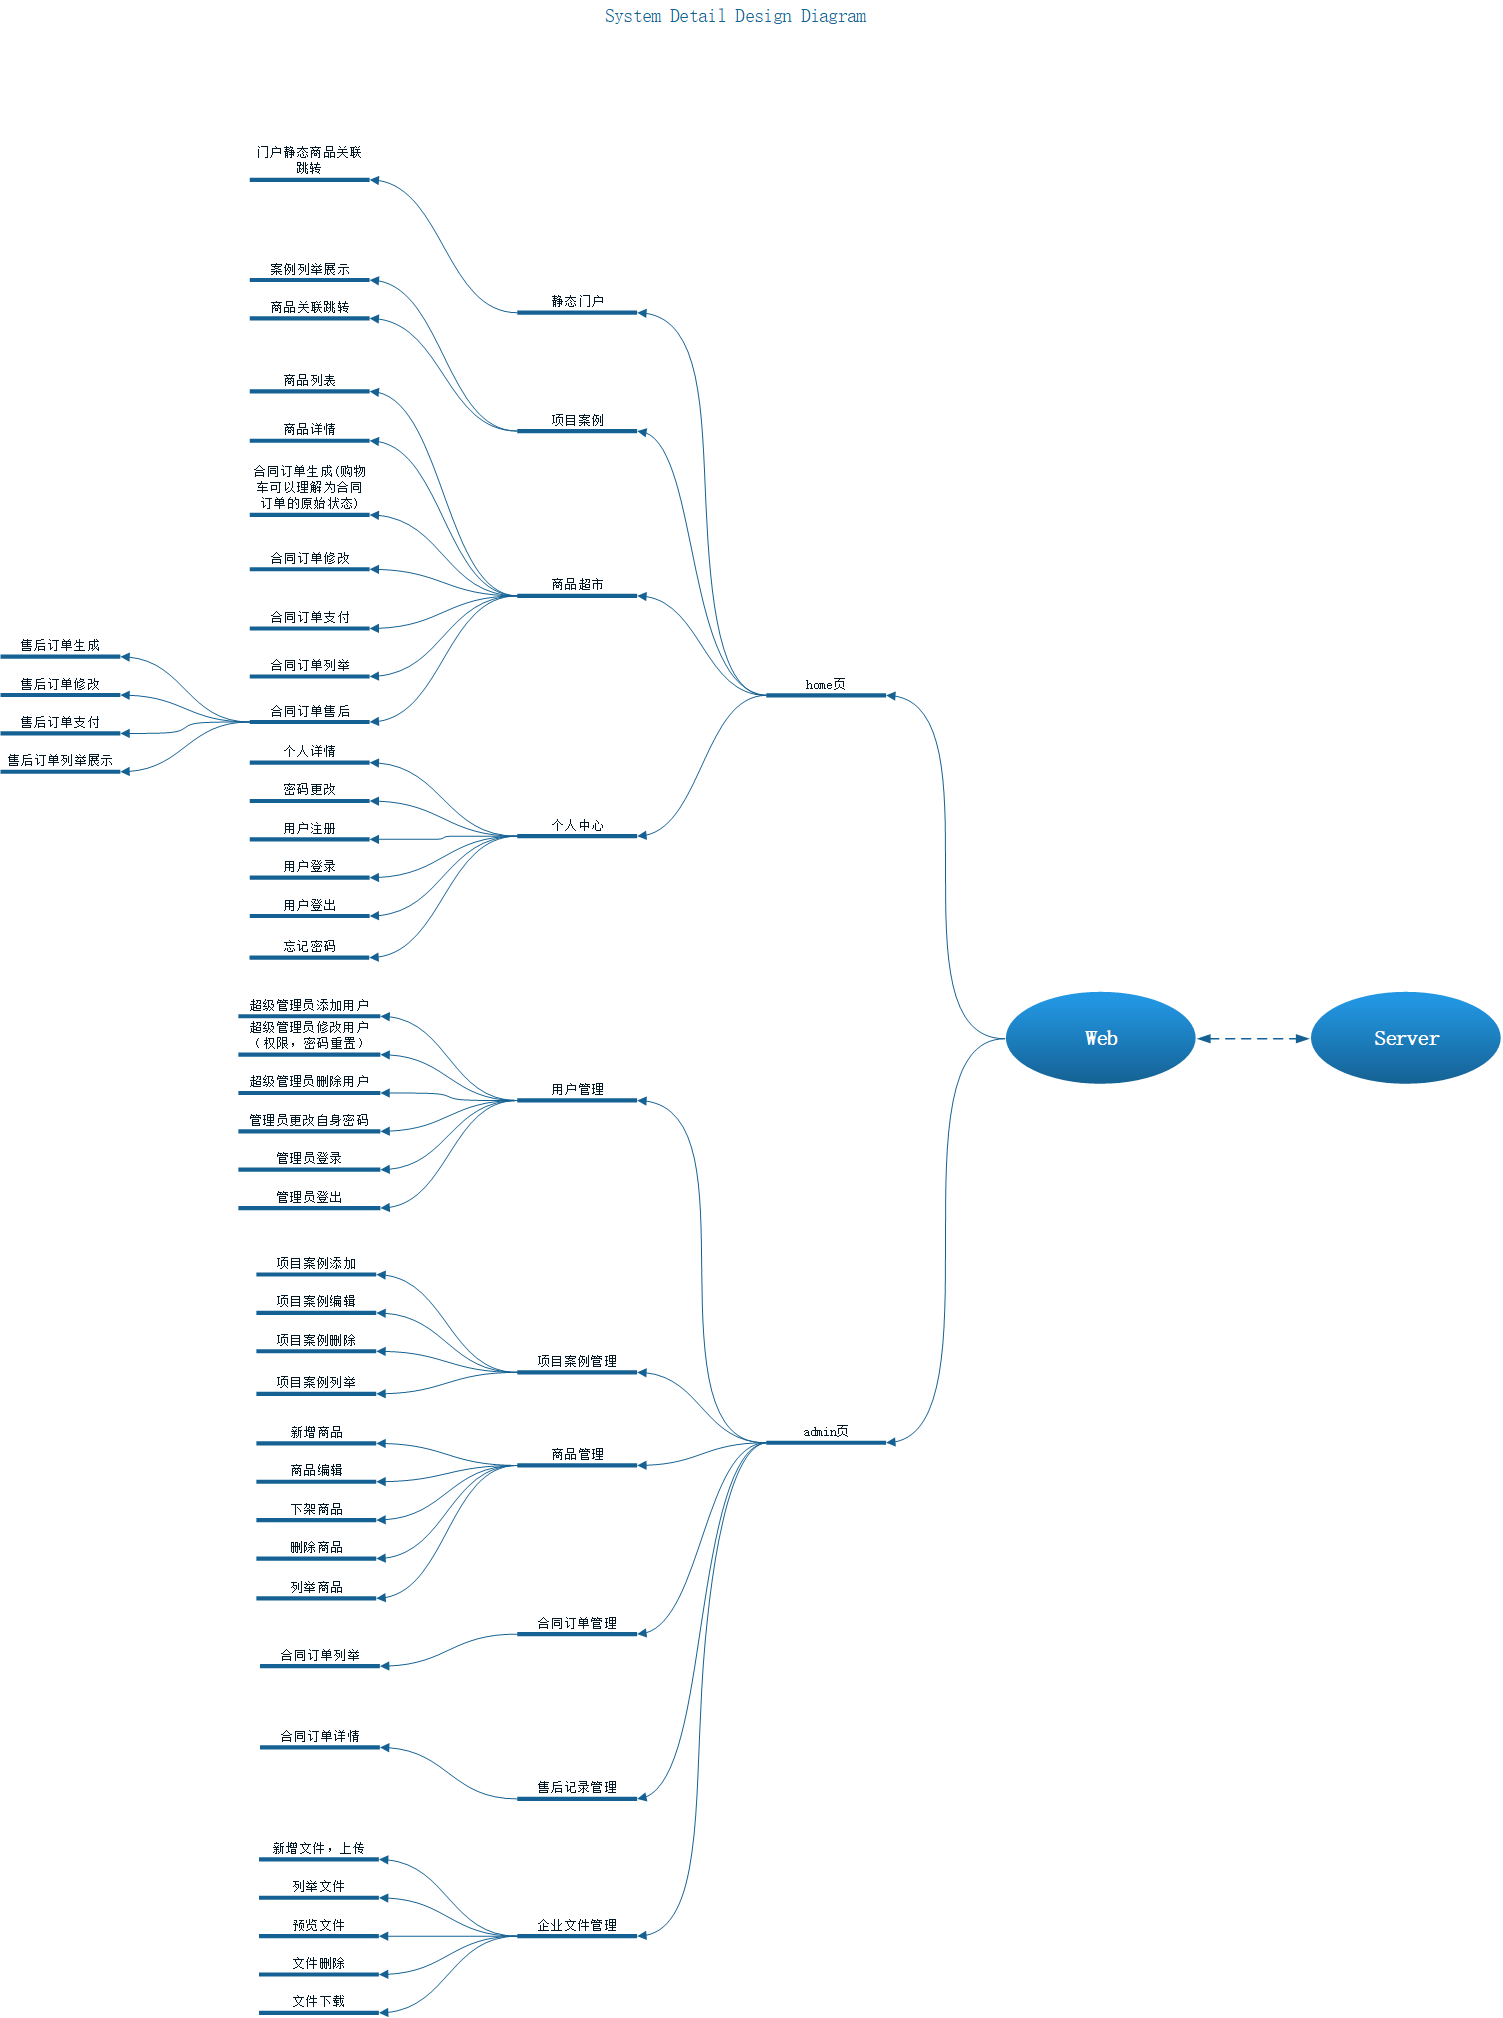 System Detail Design Diagram
门户静态商品关联
跳转
案例列举展示
商品关联跳转
静态门户
商品列表
商品详情
项目案例
合同订单生成(购物
车可以理解为合同
订单的原始状态)
合同订单修改
商品超市
合同订单支付
合同订单列举
合同订单售后
售后订单生成
售后订单修改
售后订单支付
售后订单列举展示
home页
个人详情
密码更改
用户注册
用户登录
用户登出
忘记密码
个人中心
超级管理员添加用户
超级管理员修改用户
（权限，密码重置）
超级管理员删除用户
管理员更改自身密码
管理员登录
管理员登出
用户管理
Web
Server
项目案例添加
项目案例编辑
项目案例删除
项目案例列举
项目案例管理
新增商品
商品编辑
下架商品
删除商品
列举商品
商品管理
admin页
合同订单管理
合同订单列举
合同订单详情
售后记录管理
新增文件，上传
列举文件
预览文件
文件删除
文件下载
企业文件管理